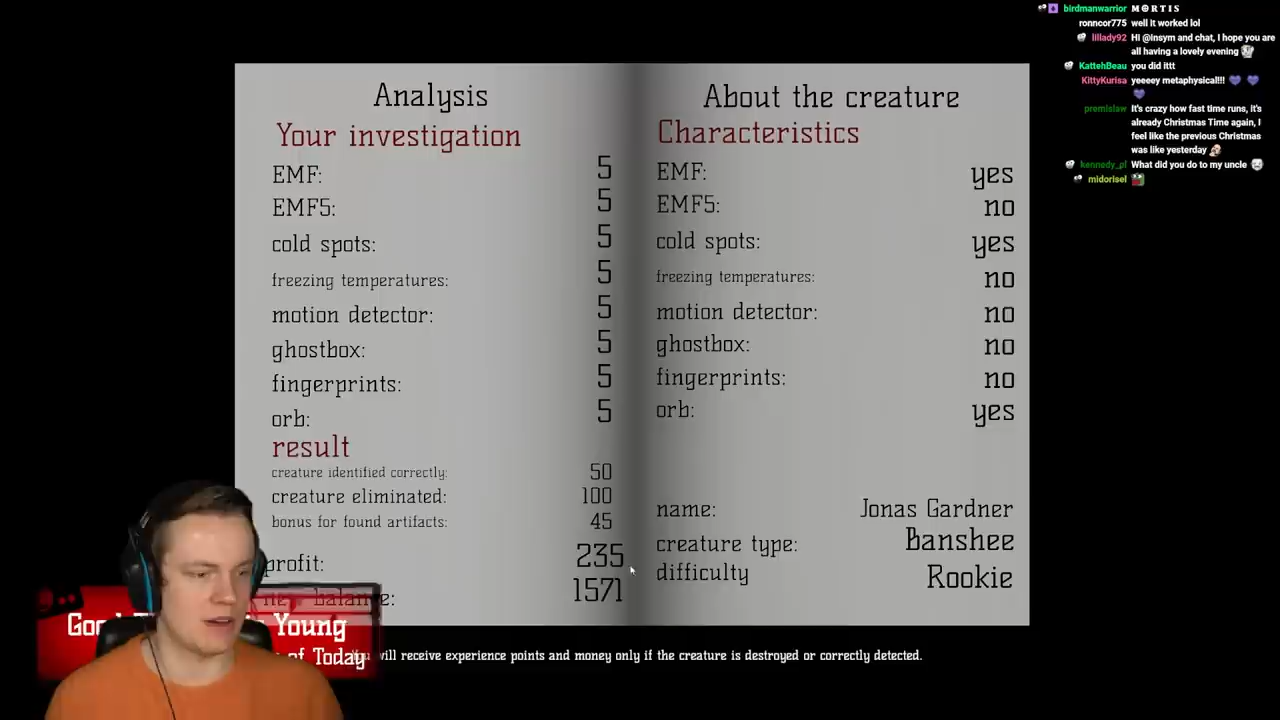 Analysis
Your investigation
EMF: 5
EMF5: 5
cold spots: 5
freezing temperatures: 5
motion detector: 5
ghostbox: 5
fingerprints: 5
orb: 5
result
creature identified correctly: 50
creature eliminated: 100
bonus for found artifacts: 45
profit: 235
balance: 1571
About the creature
Characteristics
EMF: yes
EMF5: no
cold spots: yes
freezing temperatures: no
motion detector: no
ghostbox: no
fingerprints: no
orb: yes
name: Jonas Gardner
creature type: Banshee
difficulty Rookie
will receive experience points and money only if the creature is destroyed or correctly detected.
Young
of Today
birdmanwarrior M⊕RTIS
ronncor775 well it worked lol
lillady92 Hi @insym and chat, I hope you are
all having a lovely evening
KattehBeau you did ittt
KittyKurisa yeeeey metaphysical!!!
premislaw It's crazy how fast time runs, it's
already Christmas Time again, I
feel like the previous Christmas
was like yesterday
kennedy_pl What did you do to my uncle
midorisel